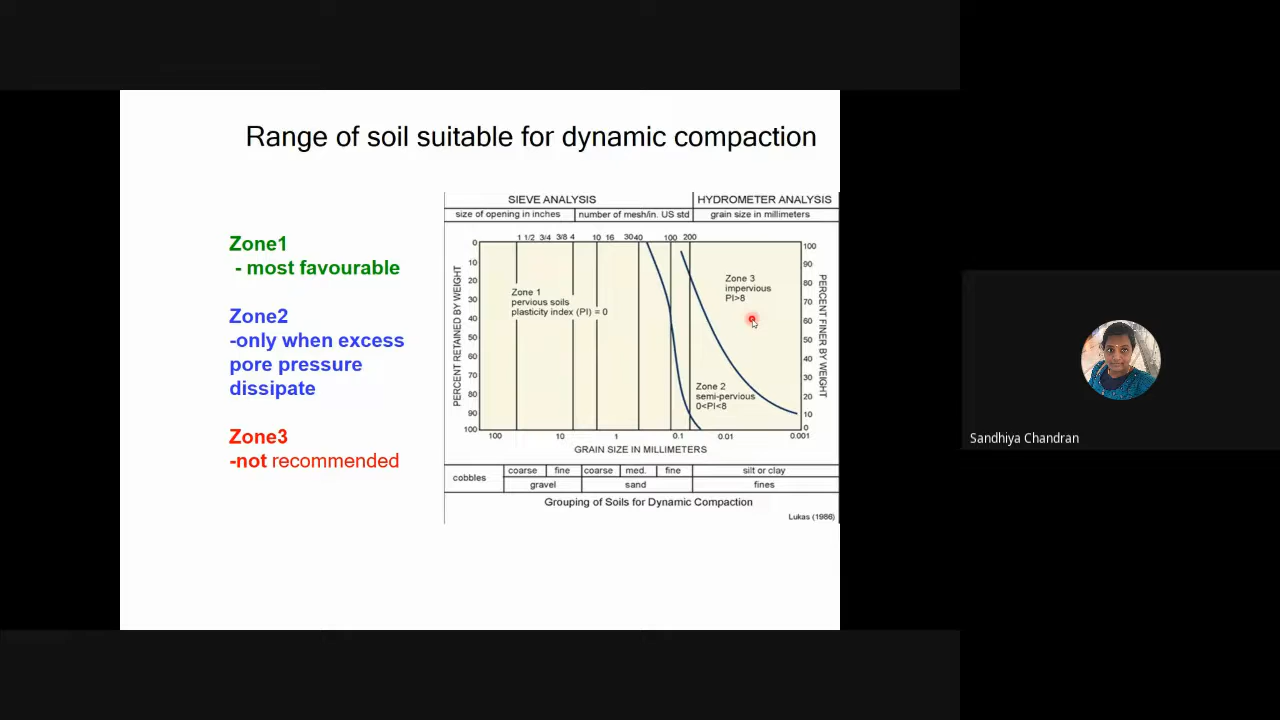 Range of soil suitable for dynamic compaction
Zone1
- most favourable
Zone2
-only when excess
pore pressure
dissipate
Zone3
-not recommended
SIEVE ANALYSIS HYDROMETER ANALYSIS
size of opening in inches number of mesh/in. US std grain size in millimeters
1 1/2 3/4 3/8 4 10 16 30 40 100 200
PERCENT RETAINED BY WEIGHT
0
10
20
30
40
50
60
70
80
90
100
Zone 1
pervious soils
plasticity index (PI) = 0
Zone 3
impervious
PI>8
Zone 2
semi-pervious
0<PI<8
100
90
80
70
60
50
40
30
20
10
0
PERCENT FINER BY WEIGHT
100 10 1 0.1 0.01 0.001
GRAIN SIZE IN MILLIMETERS
cobbles coarse fine coarse med. fine silt or clay
gravel sand fines
Grouping of Soils for Dynamic Compaction
Lukas (1986)
Sandhiya Chandran